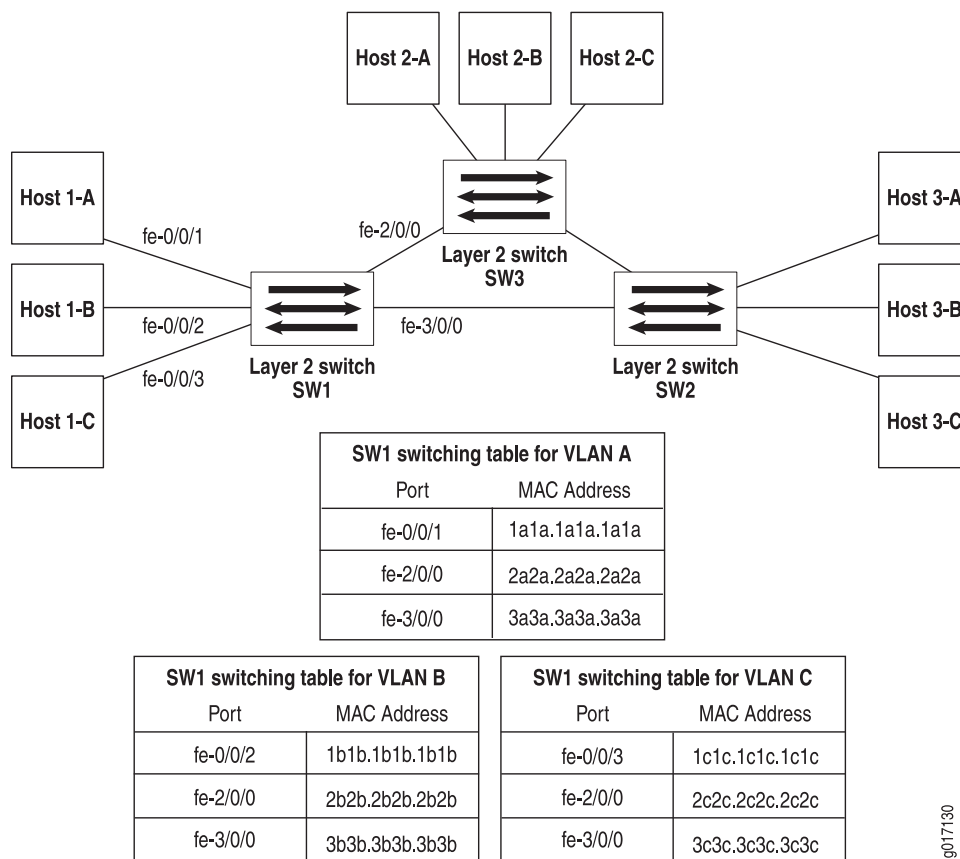 Host 2-A
Host 2-B
Host 2-C
Host 1-A
Host 3-A
fe-0/0/1
fe-2/0/0
Layer 2 switch
SW3
Host 1-B
fe-0/0/2
fe-3/0/0
Host 3-B
Layer 2 switch
SW1
Layer 2 switch
SW2
fe-0/0/3
Host 1-C
Host 3-C
SW1 switching table for VLAN A
Port MAC Address
fe-0/0/1 1a1a.1a1a.1a1a
fe-2/0/0 2a2a.2a2a.2a2a
fe-3/0/0 3a3a.3a3a.3a3a
SW1 switching table for VLAN B
Port MAC Address
fe-0/0/2 1b1b.1b1b.1b1b
fe-2/0/0 2b2b.2b2b.2b2b
fe-3/0/0 3b3b.3b3b.3b3b
SW1 switching table for VLAN C
Port MAC Address
fe-0/0/3 1c1c.1c1c.1c1c
fe-2/0/0 2c2c.2c2c.2c2c
fe-3/0/0 3c3c.3c3c.3c3c
g017130